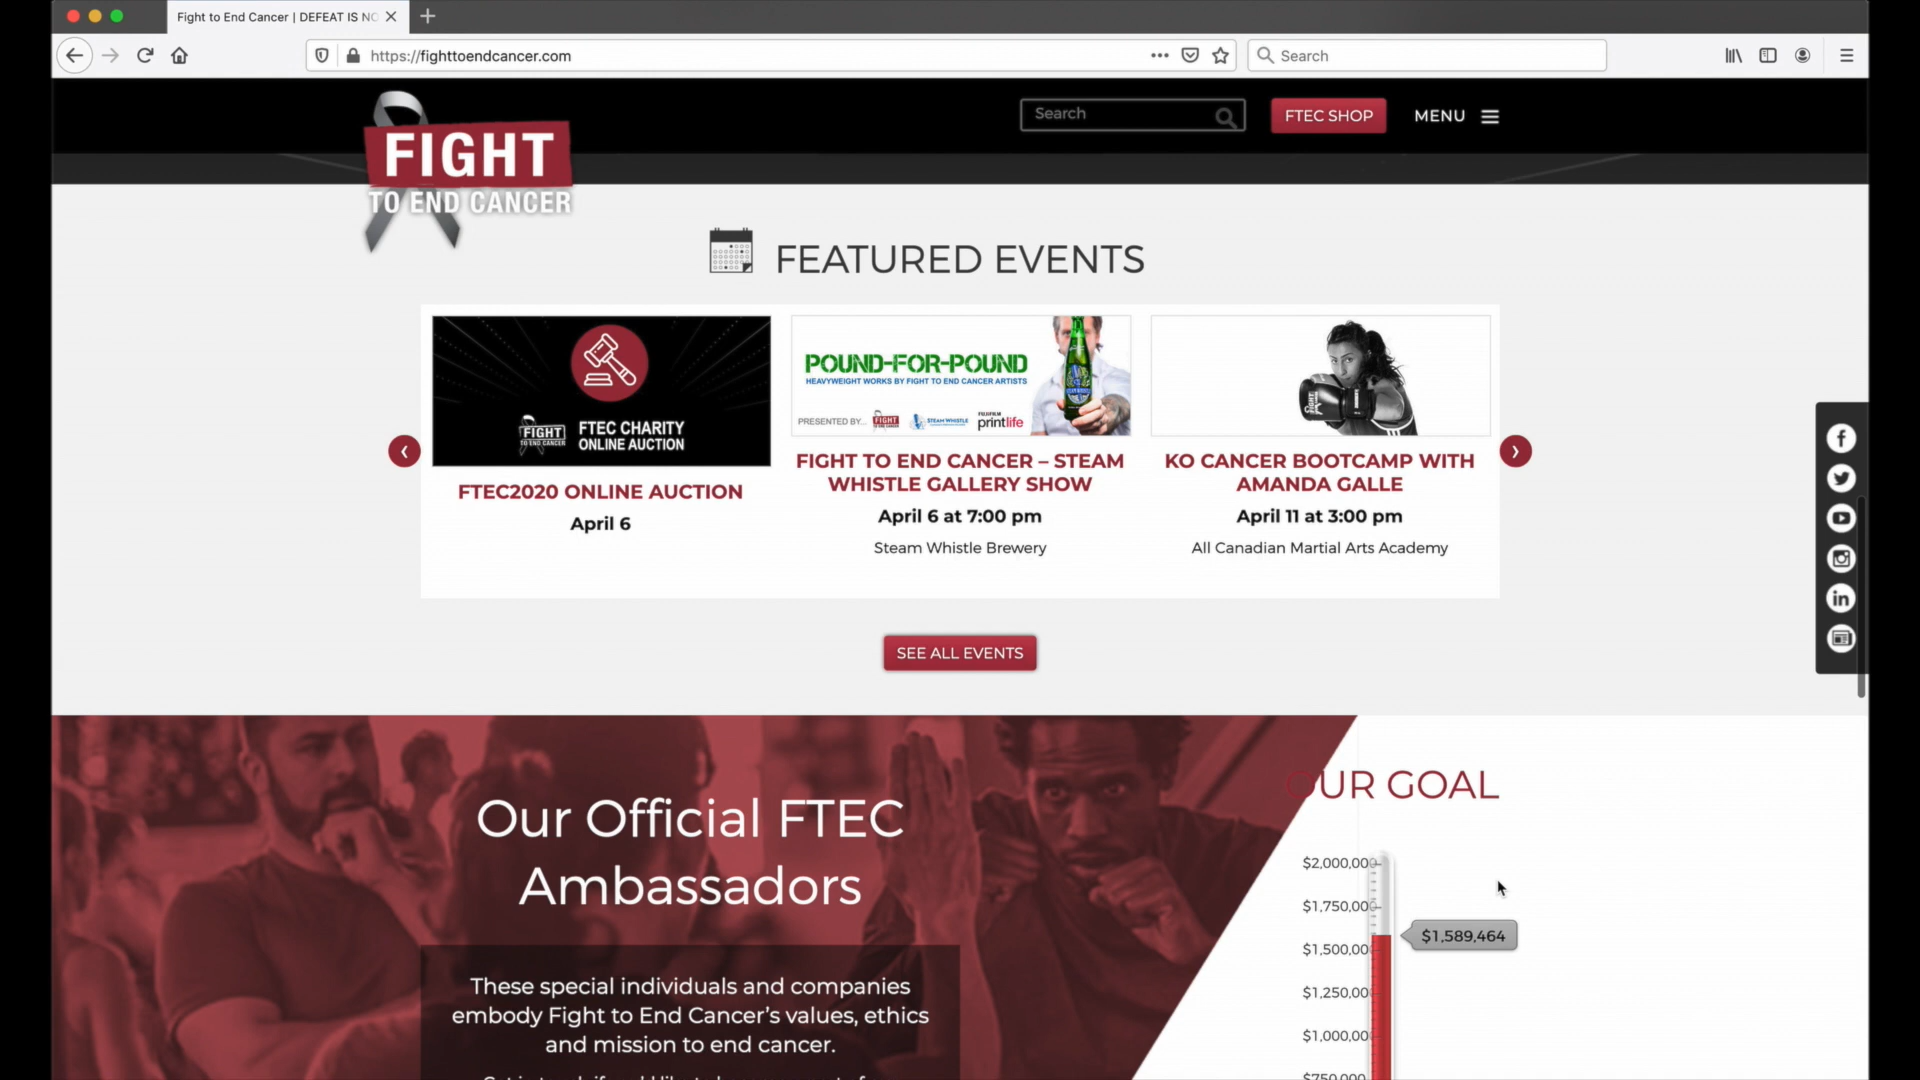 Fight to End Cancer | DEFEAT IS NO
https://fighttoendcancer.com
Search
FIGHT
TO END CANCER
Search
FTEC SHOP
MENU
FEATURED EVENTS
FIGHT
TO END CANCER
FTEC CHARITY
ONLINE AUCTION
FTEC2020 ONLINE AUCTION
April 6
POUND-FOR-POUND
HEAVYWEIGHT WORKS BY FIGHT TO END CANCER ARTISTS
PRESENTED BY...
FIGHT
STEAM WHISTLE
FUJIFILM
printlife
FIGHT TO END CANCER – STEAM
WHISTLE GALLERY SHOW
April 6 at 7:00 pm
Steam Whistle Brewery
KO CANCER BOOTCAMP WITH
AMANDA GALLE
April 11 at 3:00 pm
All Canadian Martial Arts Academy
SEE ALL EVENTS
Our Official FTEC
Ambassadors
These special individuals and companies
embody Fight to End Cancer's values, ethics
and mission to end cancer.
OUR GOAL
$2,000,000
$1,750,000
$1,589,464
$1,500,000
$1,250,000
$1,000,000
$750,000